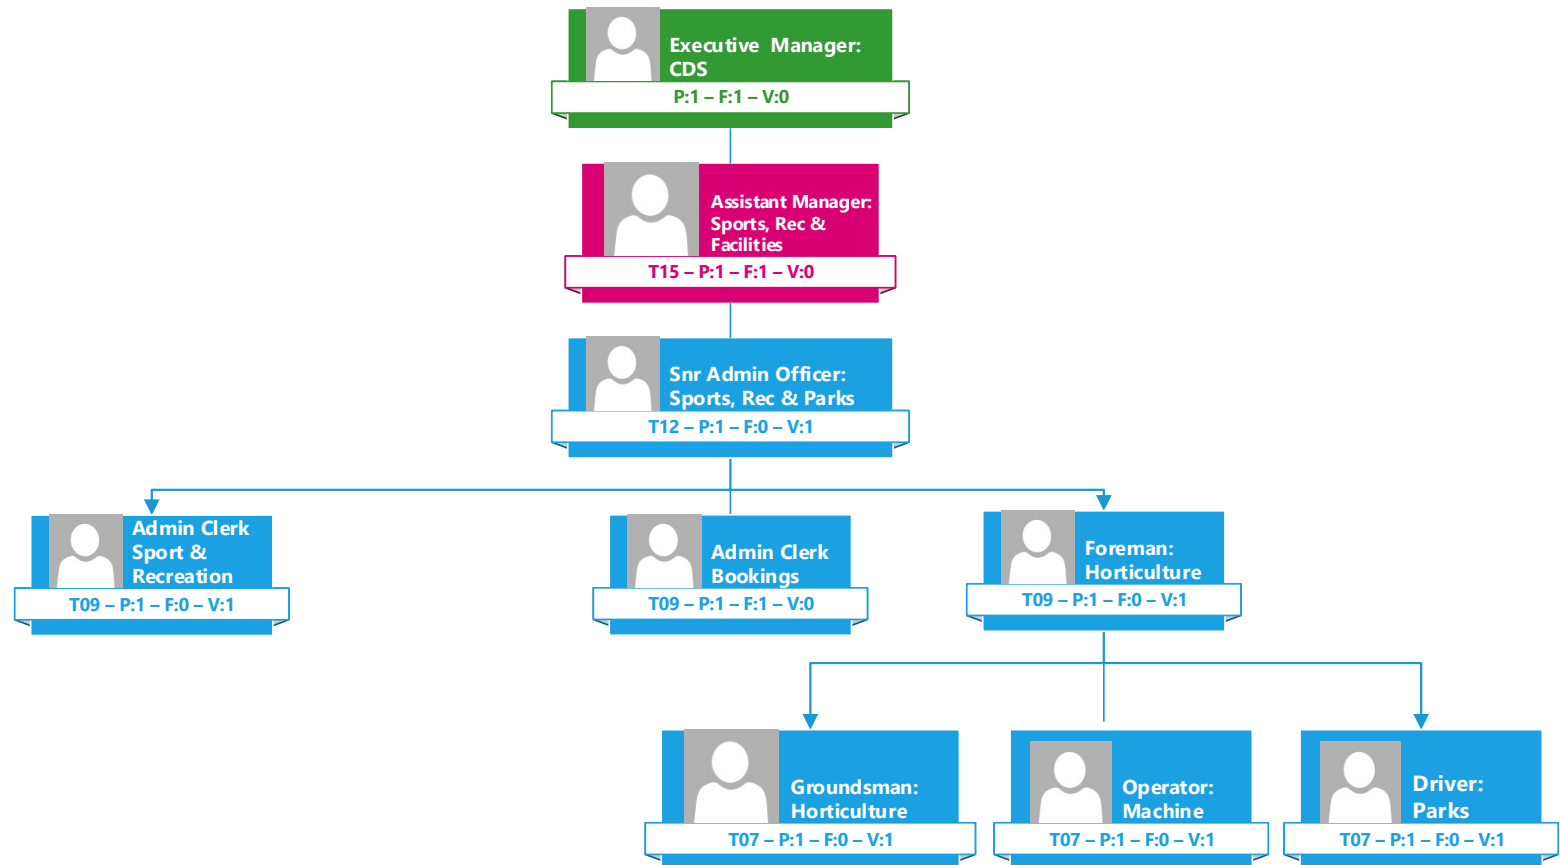 Executive Manager:
CDS
P:1 – F:1 – V:0
Assistant Manager:
Sports, Rec &
Facilities
T15 – P:1 – F:1 – V:0
Snr Admin Officer:
Sports, Rec & Parks
T12 – P:1 – F:0 – V:1
Admin Clerk
Sport &
Recreation
T09 – P:1 – F:0 – V:1
Admin Clerk
Bookings
T09 – P:1 – F:1 – V:0
Foreman:
Horticulture
T09 – P:1 – F:0 – V:1
Groundsman:
Horticulture
T07 – P:1 – F:0 – V:1
Operator:
Machine
T07 – P:1 – F:0 – V:1
Driver:
Parks
T07 – P:1 – F:0 – V:1